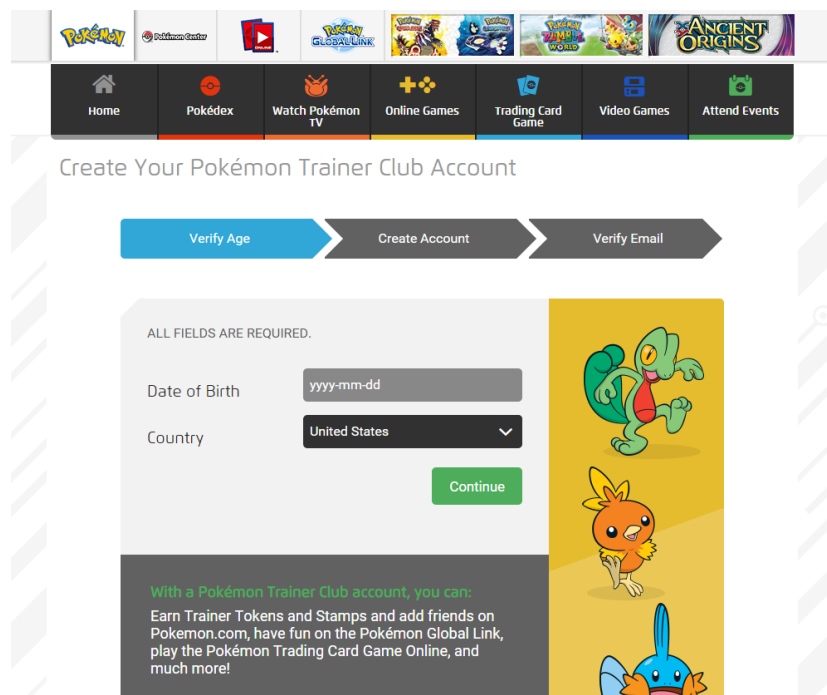 Pokémon
Pokémon Center
ONLINE
Pokémon
GLOBAL LINK
Pokémon
RUMBLE
WORLD
ANCIENT
ORIGINS
Home
Pokédex
Watch Pokémon
TV
Online Games
Trading Card
Game
Video Games
Attend Events
Create Your Pokémon Trainer Club Account
Verify Age
Create Account
Verify Email
ALL FIELDS ARE REQUIRED.
Date of Birth
yyyy-mm-dd
Country
United States
Continue
With a Pokémon Trainer Club account, you can:
Earn Trainer Tokens and Stamps and add friends on
Pokemon.com, have fun on the Pokémon Global Link,
play the Pokémon Trading Card Game Online, and
much more!